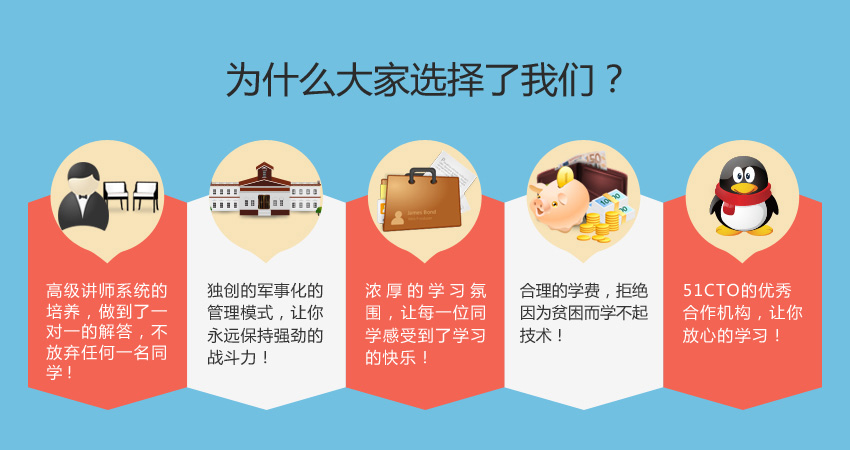 为什么大家选择了我们？
高级讲师系统的
培养，做到了一
对一的解答，不
放弃任何一名同
学！
独创的军事化的
管理模式，让你
永远保持强劲的
战斗力！
浓厚的学习氛
围，让每一位同
学感受到了学习
的快乐！
合理的学费，拒绝
因为贫困而学不起
技术！
51CTO的优秀
合作机构，让你
放心的学习！